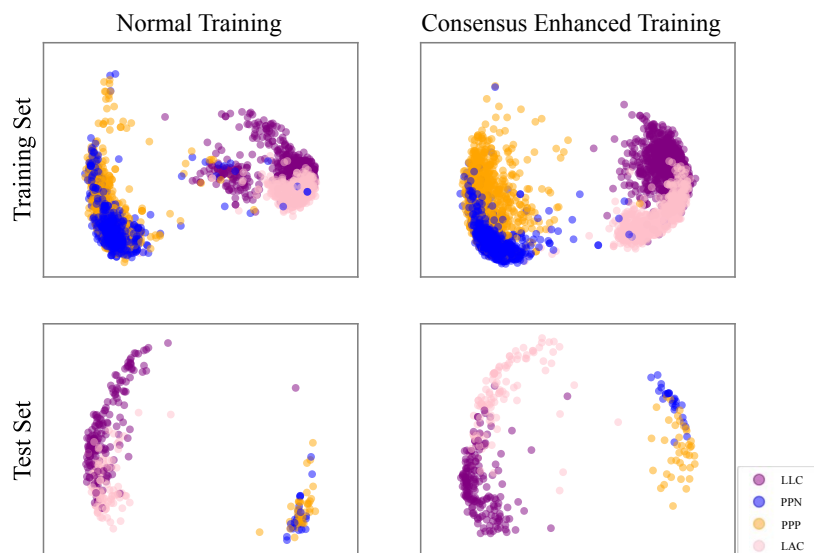 Normal Training
Consensus Enhanced Training
Training Set
Test Set
LLC
PPN
PPP
LAC